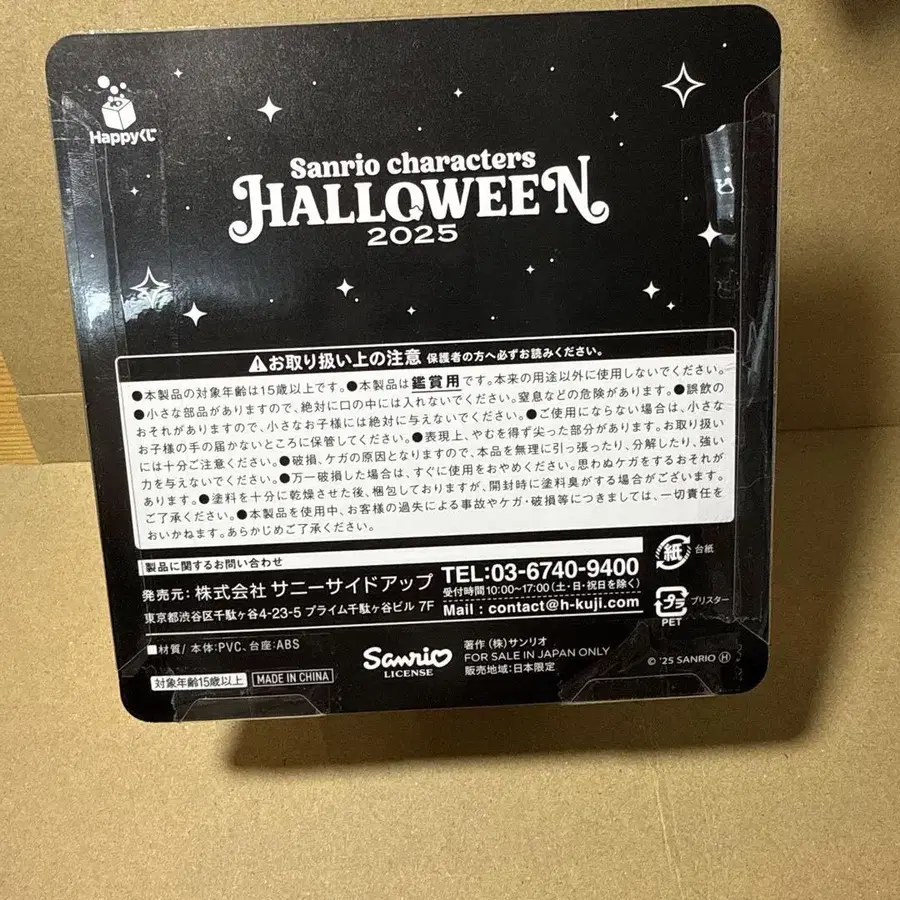 Happyくじ
Sanrio characters
HALLOWEEN
2025
⚠お取り扱い上の注意 保護者の方へ必ずお読みください。
●本製品の対象年齢は15歳以上です。●本製品は鑑賞用です。本来の用途以外に使用しないでください。
●小さな部品がありますので、絶対に口の中には入れないでください。窒息などの危険があります。●誤飲の
おそれがありますので、小さなお子様には絶対に与えないでください。●ご使用にならない場合は、小さな
お子様の手の届かないところに保管してください。●表現上、やむを得ず尖った部分があります。お取り扱い
には十分ご注意ください。●破損、ケガの原因となりますので、本品を無理に引っ張ったり、分解したり、強い
力を与えないでください。●万一破損した場合は、すぐに使用をおやめください。思わぬケガをするおそれが
あります。●塗料を十分に乾燥させた後、梱包しておりますが、開封時に塗料臭がする場合がございます。
ご了承ください。●本製品を使用中、お客様の過失による事故やケガ・破損等につきましては、一切責任を
おいかねます。あらかじめご了承ください。
製品に関するお問い合わせ
発売元: 株式会社 サニーサイドアップ
東京都渋谷区千駄ヶ谷4-23-5 プライム千駄ヶ谷ビル 7F
TEL:03-6740-9400
受付時間10:00~17:00(土・日・祝日を除く)
Mail : contact@h-kuji.com
紙 台紙
プラ ブリスター
PET
■材質/ 本体:PVC、台座:ABS
対象年齢15歳以上 MADE IN CHINA
Sanrio
LICENSE
著作 (株)サンリオ
FOR SALE IN JAPAN ONLY
販売地域:日本限定
© '25 SANRIO Ⓗ